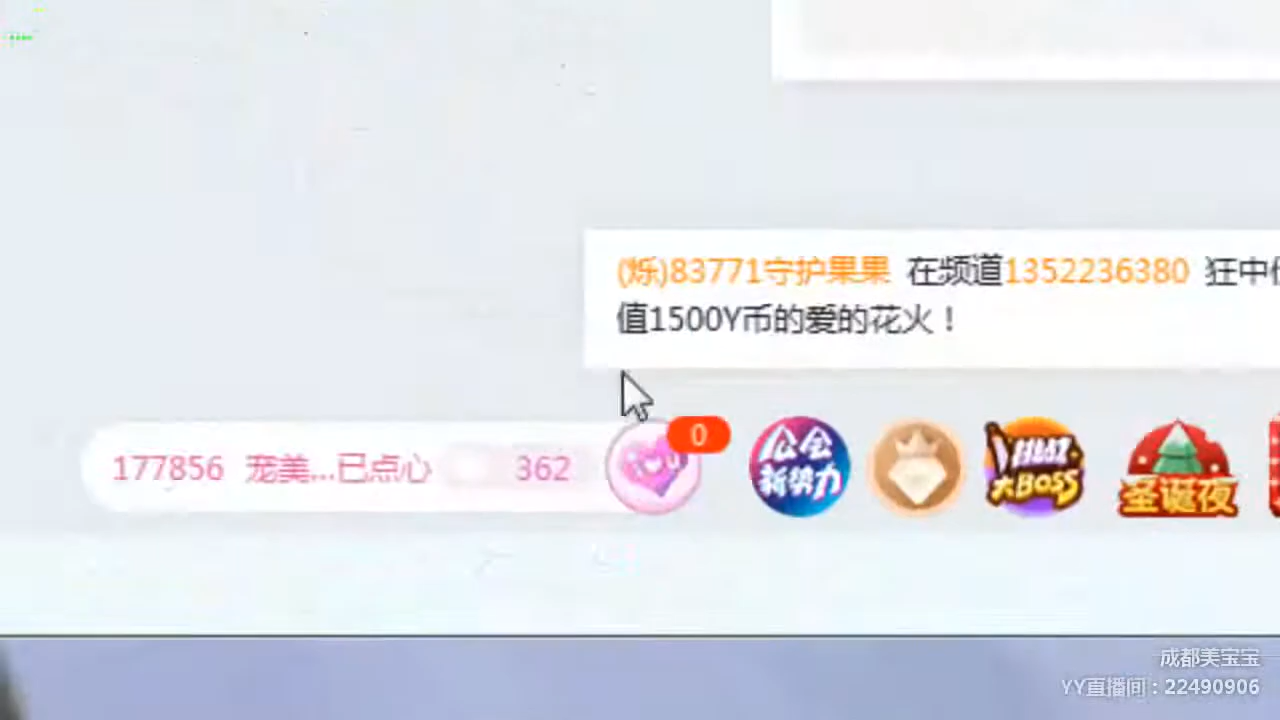 (烁)83771守护果果 在频道1352236380 狂中
值1500Y币的爱的花火！
177856 宠美...已点心 362
0
公会
新势力
挑战
大BOSS
圣诞夜
成都美宝宝
YY直播间：22490906